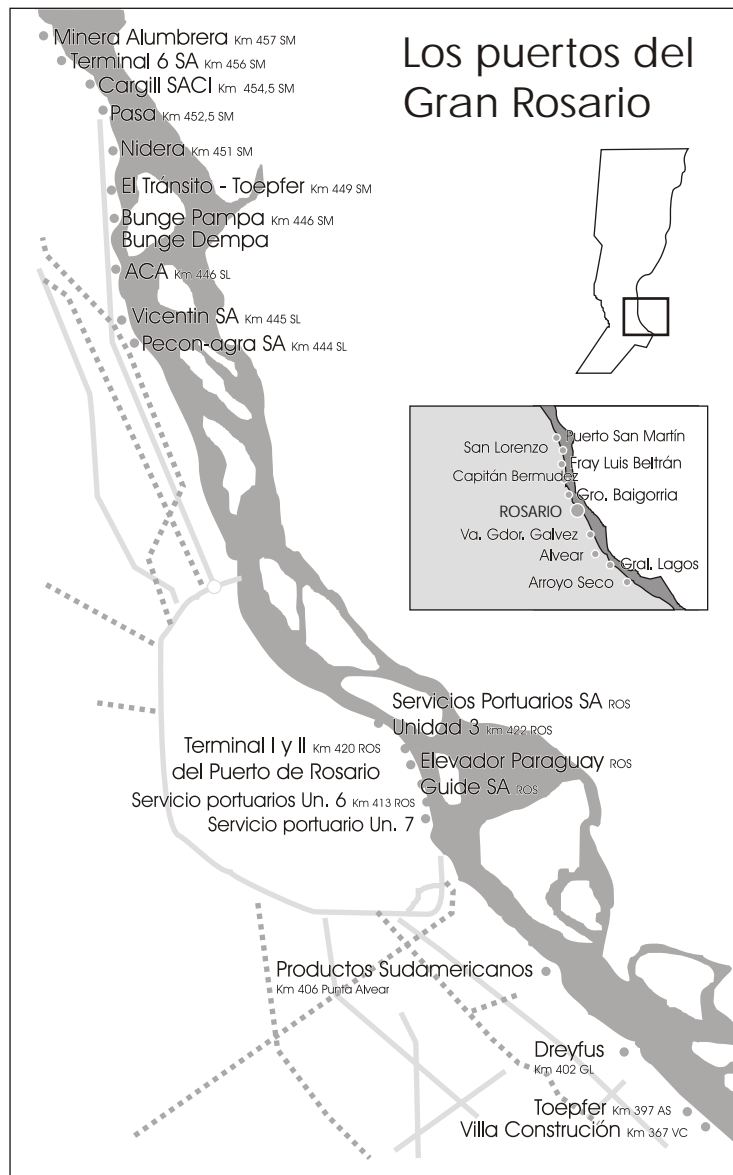 Los puertos del
Gran Rosario
Minera Alumbrera Km 457 SM
Terminal 6 SA Km 456 SM
Cargill SACI Km 454,5 SM
Pasa Km 452,5 SM
Nidera Km 451 SM
El Tránsito - Toepfer Km 449 SM
Bunge Pampa Km 446 SM
Bunge Dempa
ACA Km 446 SL
Vicentin SA Km 445 SL
Pecon-agra SA Km 444 SL
Puerto San Martín
San Lorenzo
Fray Luis Beltrán
Capitán Bermudez
Gro. Baigorria
ROSARIO
Va. Gdor. Galvez
Alvear
Gral. Lagos
Arroyo Seco
Servicios Portuarios SA ROS
Unidad 3 Km 422 ROS
Terminal I y II Km 420 ROS
del Puerto de Rosario
Elevador Paraguay ROS
Guide SA ROS
Servicio portuarios Un. 6 Km 413 ROS
Servicio portuario Un. 7
Productos Sudamericanos
Km 406 Punta Alvear
Dreyfus
Km 402 GL
Toepfer Km 397 AS
Villa Construción Km 367 VC